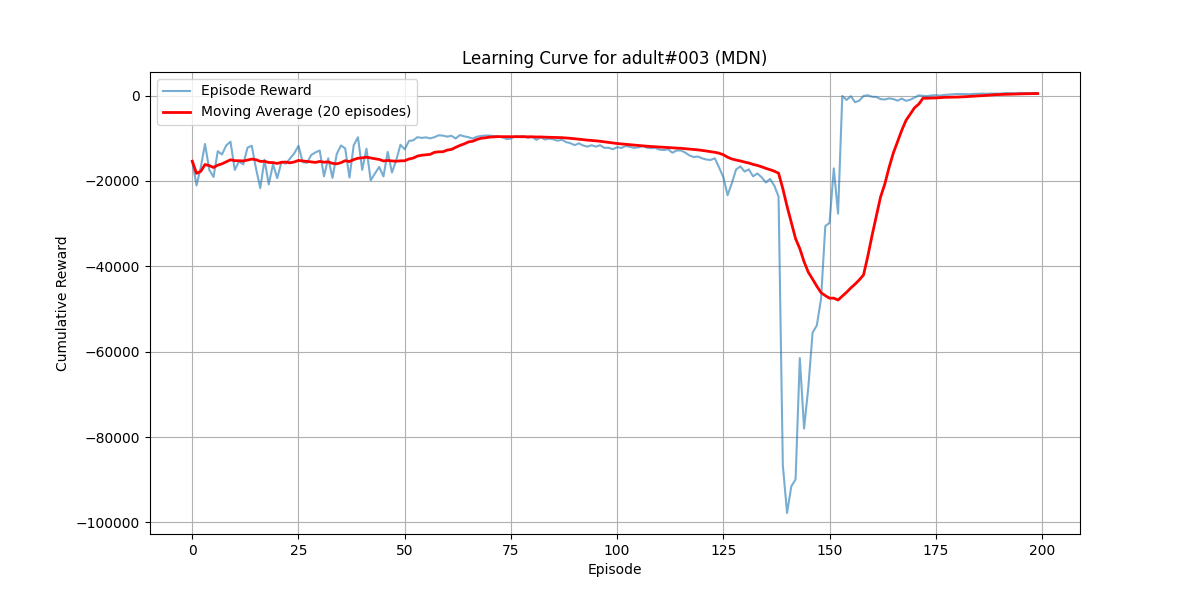 Learning Curve for adult#003 (MDN)
Episode Reward
Moving Average (20 episodes)
Cumulative Reward
0
−20000
−40000
−60000
−80000
−100000
0 25 50 75 100 125 150 175 200
Episode